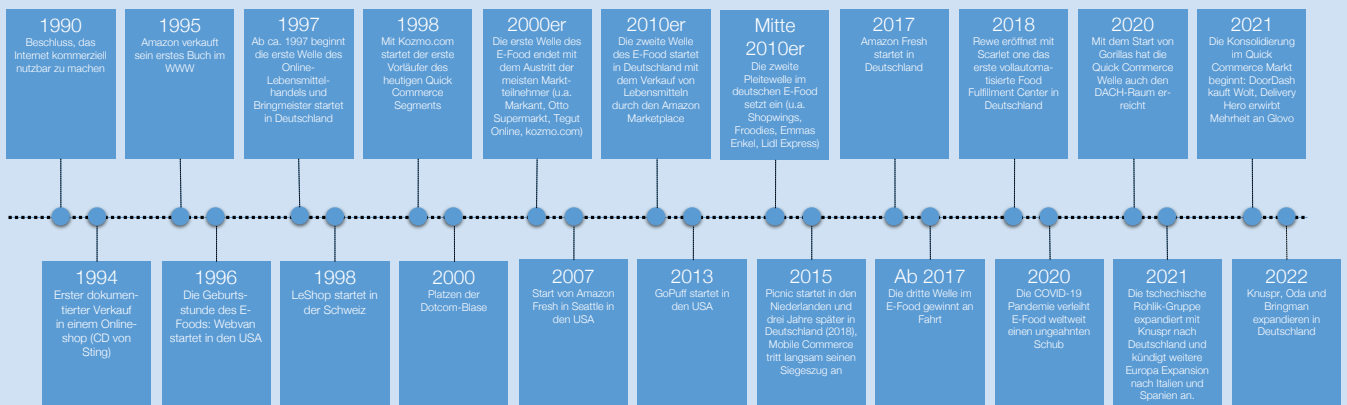 1990
Beschluss, das
Internet kommerziell
nutzbar zu machen
1995
Amazon verkauft
sein erstes Buch im
WWW
1997
Ab ca. 1997 beginnt
die erste Welle des
Online-
Lebensmittel-
handels und
Bringmeister startet
in Deutschland
1998
Mit Kozmo.com
startet der erste
Vorläufer des
heutigen Quick
Commerce
Segments
2000er
Die erste Welle des
E-Food endet mit
dem Austritt der
meisten Markt-
teilnehmer (u.a.
Markant, Otto
Supermarkt, Tegut
Online, kozmo.com)
2010er
Die zweite Welle
des E-Food startet
in Deutschland mit
dem Verkauf von
Lebensmitteln
durch den Amazon
Marketplace
Mitte
2010er
Die zweite
Pleitewelle im
deutschen E-Food
setzt ein (u.a.
Shopwings,
Froodies, Emmas
Enkel, Lidl Express)
2017
Amazon Fresh
startet in
Deutschland
2018
Rewe eröffnet mit
Scarlet one das
erste vollautoma-
tisierte Food
Fulfillment Center in
Deutschland
2020
Mit dem Start von
Gorillas hat die
Quick Commerce
Welle auch den
DACH-Raum er-
reicht
2021
Die Konsolidierung
im Quick
Commerce Markt
beginnt: DoorDash
kauft Wolt, Delivery
Hero erwirbt
Mehrheit an Glovo
1994
Erster dokumen-
tierter Verkauf
in einem Online-
shop (CD von
Sting)
1996
Die Geburts-
stunde des E-
Foods: Webvan
startet in den USA
1998
LeShop startet in
der Schweiz
2000
Platzen der
Dotcom-Blase
2007
Start von Amazon
Fresh in Seattle in
den USA
2013
GoPuff startet in
den USA
2015
Picnic startet in den
Niederlanden und
drei Jahre später in
Deutschland (2018),
Mobile Commerce
tritt langsam seinen
Siegeszug an
Ab 2017
Die dritte Welle im
E-Food gewinnt an
Fahrt
2020
Die COVID-19
Pandemie verleiht
E-Food weltweit
einen ungeahnten
Schub
2021
Die tschechische
Rohlik-Gruppe
expandiert mit
Knuspr nach
Deutschland und
kündigt weitere
Europa Expansion
nach Italien und
Spanien an.
2022
Knuspr, Oda und
Bringman
expandieren in
Deutschland